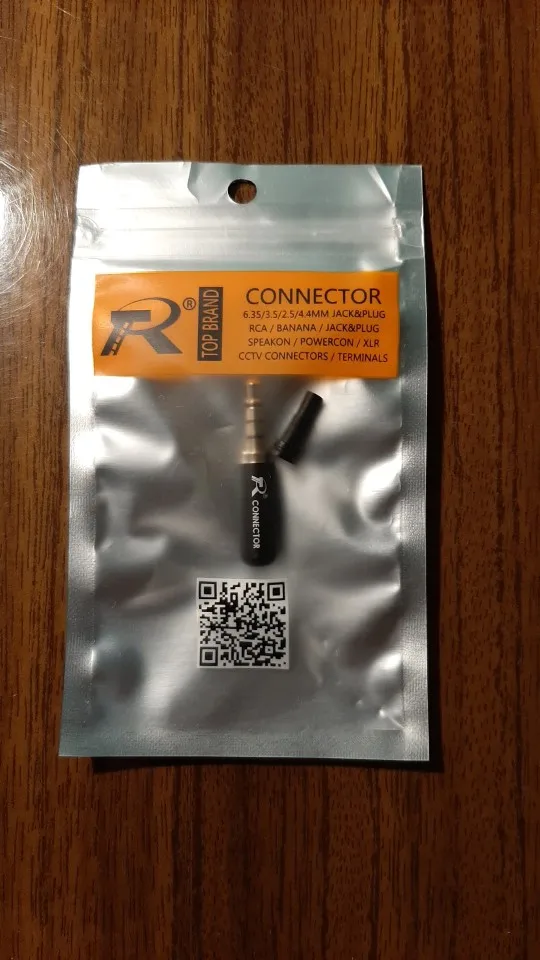 R®
TOP BRAND
CONNECTOR
6.35/3.5/2.5/4.4MM JACK&PLUG
RCA / BANANA / JACK&PLUG
SPEAKON / POWERCON / XLR
CCTV CONNECTORS / TERMINALS
R®
CONNECTOR